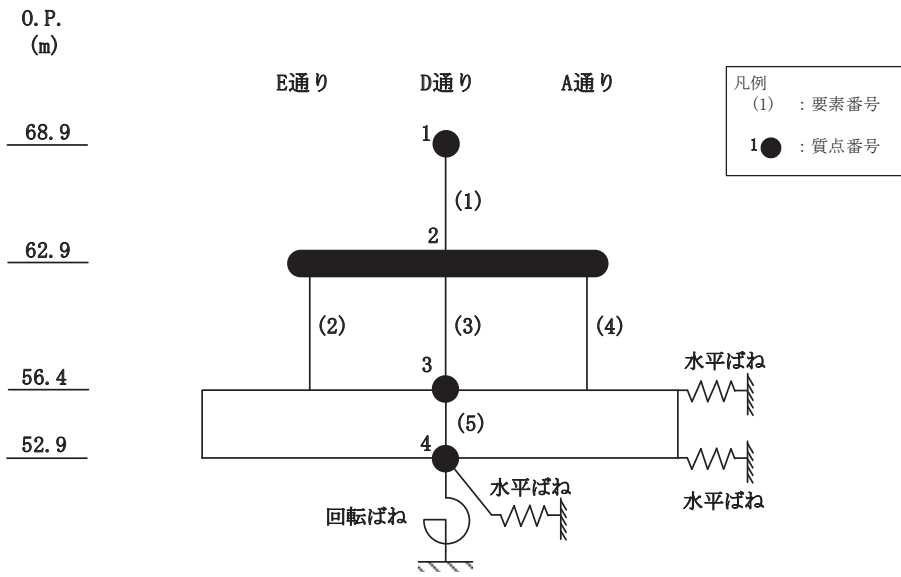 O.P.
(m)
E通り
D通り
A通り
凡例
(1) :要素番号
1 :質点番号
68.9
1
(1)
2
62.9
(2)
(3)
(4)
3
水平ばね
56.4
(5)
4
52.9
水平ばね
水平ばね
回転ばね